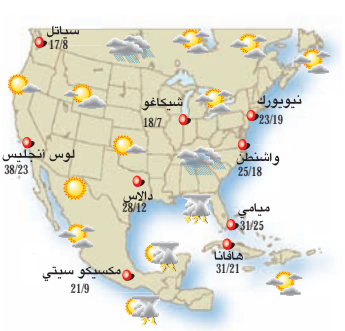 سياتل
17/8
نيويورك
23/19
شيكاغو
18/7
لوس أنجليس
38/23
واشنطن
25/18
دالاس
28/12
ميامي
31/25
هافانا
31/21
مكسيكو سيتي
21/9